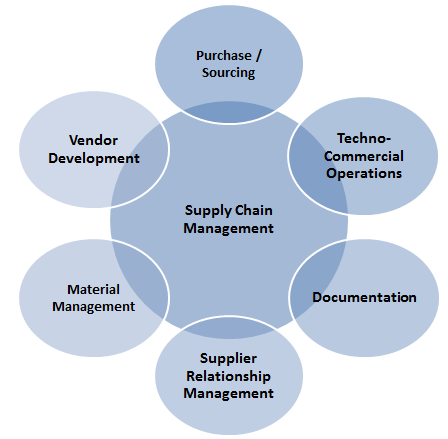 Purchase /
Sourcing
Techno-
Commercial
Operations
Documentation
Supplier
Relationship
Management
Material
Management
Vendor
Development
Supply Chain
Management